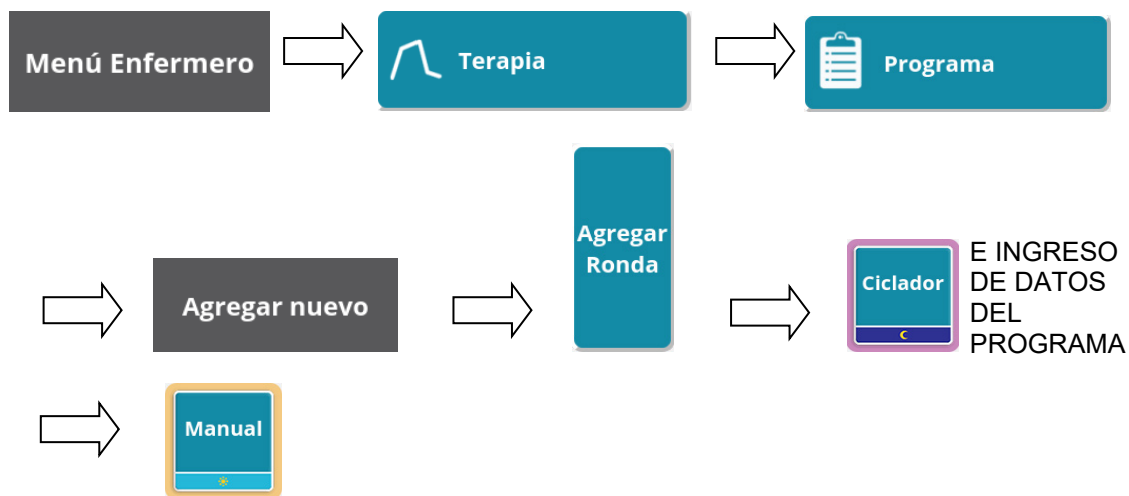 Menú Enfermero
Terapia
Programa
Agregar nuevo
Agregar
Ronda
Ciclador
E INGRESO
DE DATOS
DEL
PROGRAMA
Manual